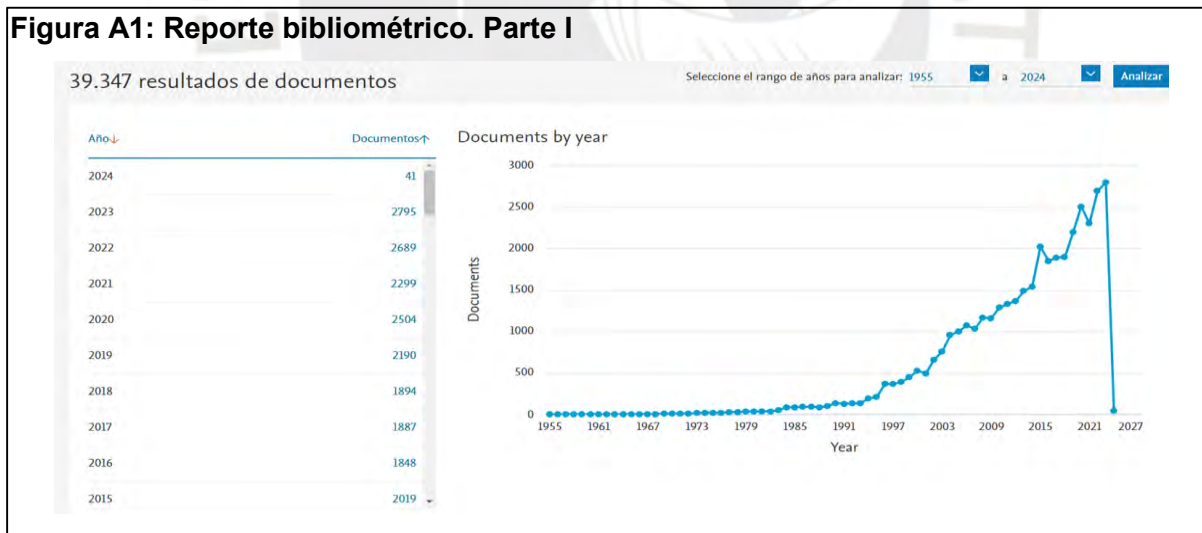 Figura A1: Reporte bibliométrico. Parte I
39.347 resultados de documentos
Seleccione el rango de años para analizar: 1955 a 2024 Analizar
Año↓ Documentos↑
2024 41
2023 2795
2022 2689
2021 2299
2020 2504
2019 2190
2018 1894
2017 1887
2016 1848
2015 2019
Documents by year
3000
2500
2000
1500
1000
500
0
Documents
1955 1961 1967 1973 1979 1985 1991 1997 2003 2009 2015 2021 2027
Year